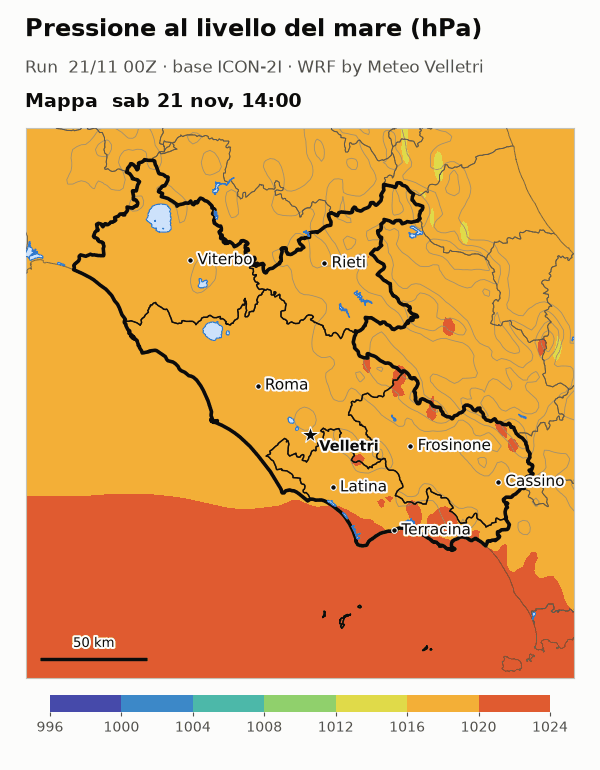 Pressione al livello del mare (hPa)
Run 21/11 00Z · base ICON-2I · WRF by Meteo Velletri
Mappa sab 21 nov, 14:00
Viterbo
Rieti
Roma
Velletri
Frosinone
Cassino
Latina
Terracina
50 km
996 1000 1004 1008 1012 1016 1020 1024